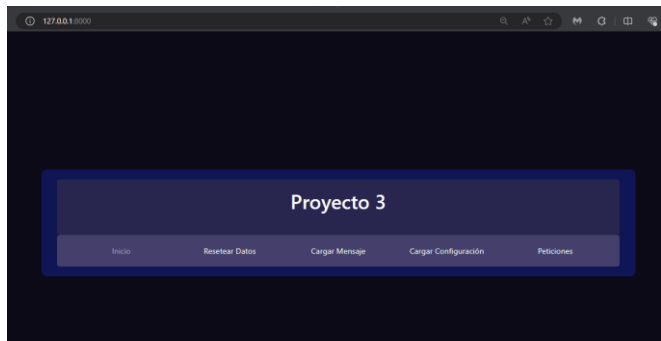 127.0.0.1:8000
Proyecto 3
Inicio Resetear Datos Cargar Mensaje Cargar Configuración Peticiones